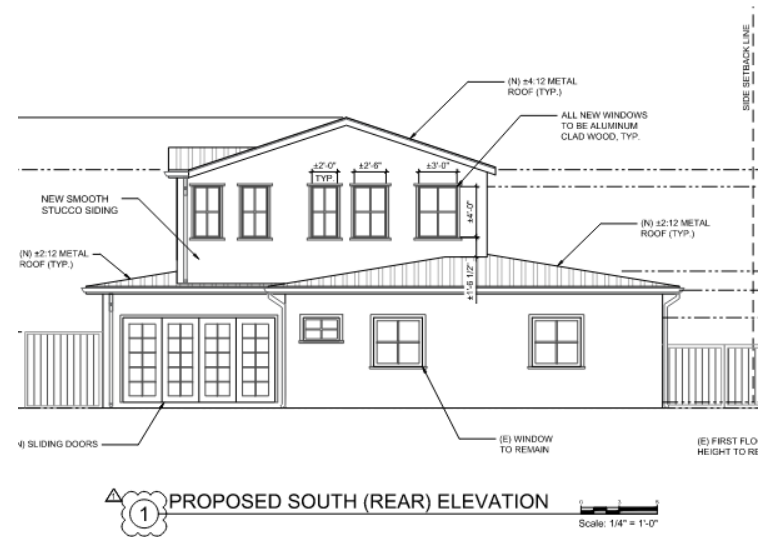 SIDE SETBACK LINE
(N) ±4:12 METAL
ROOF (TYP.)
ALL NEW WINDOWS
TO BE ALUMINUM
CLAD WOOD, TYP.
±2'-0"
TYP.
±2'-6"
±3'-0"
±4'-0"
NEW SMOOTH
STUCCO SIDING
(N) ±2:12 METAL
ROOF (TYP.)
(N) ±2:12 METAL
ROOF (TYP.)
±1'-6 1/2"
N) SLIDING DOORS
(E) WINDOW
TO REMAIN
(E) FIRST FLO
HEIGHT TO RE
1
PROPOSED SOUTH (REAR) ELEVATION
Scale: 1/4" = 1'-0"